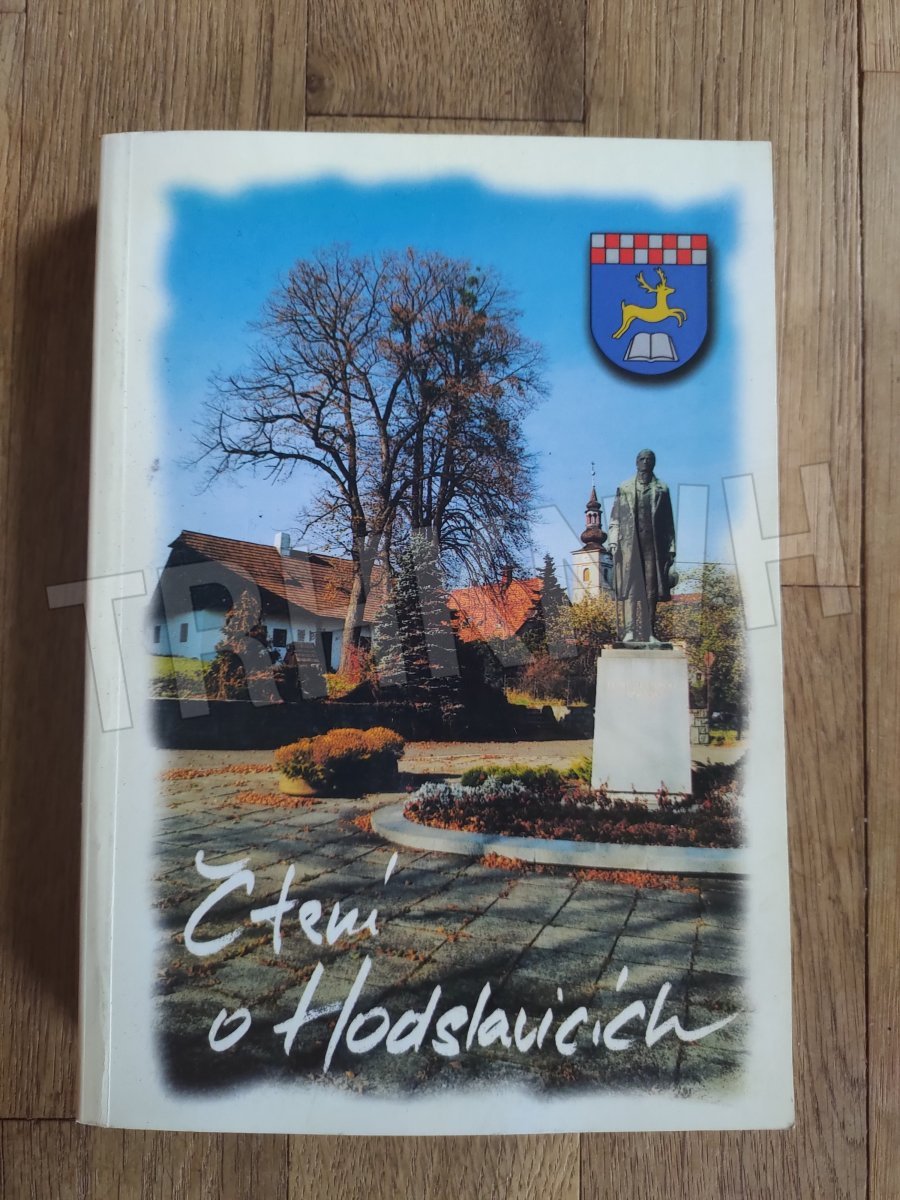 Čtení
o Hodslavicích